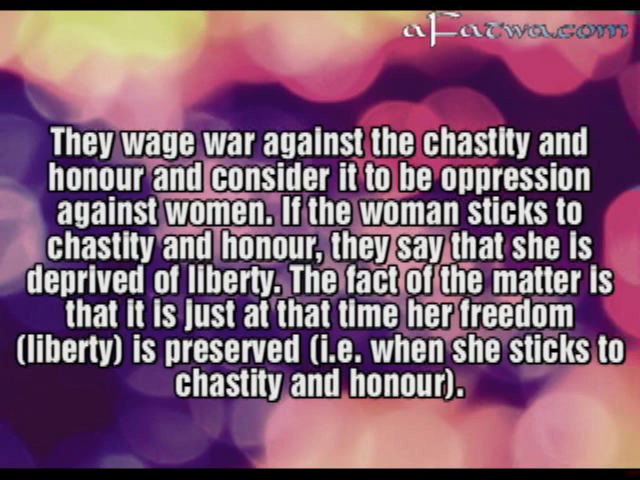 aFatwa.com
They wage war against the chastity and
honour and consider it to be oppression
against women. If the woman sticks to
chastity and honour, they say that she is
deprived of liberty. The fact of the matter is
that it is just at that time her freedom
(liberty) is preserved (i.e. when she sticks to
chastity and honour).